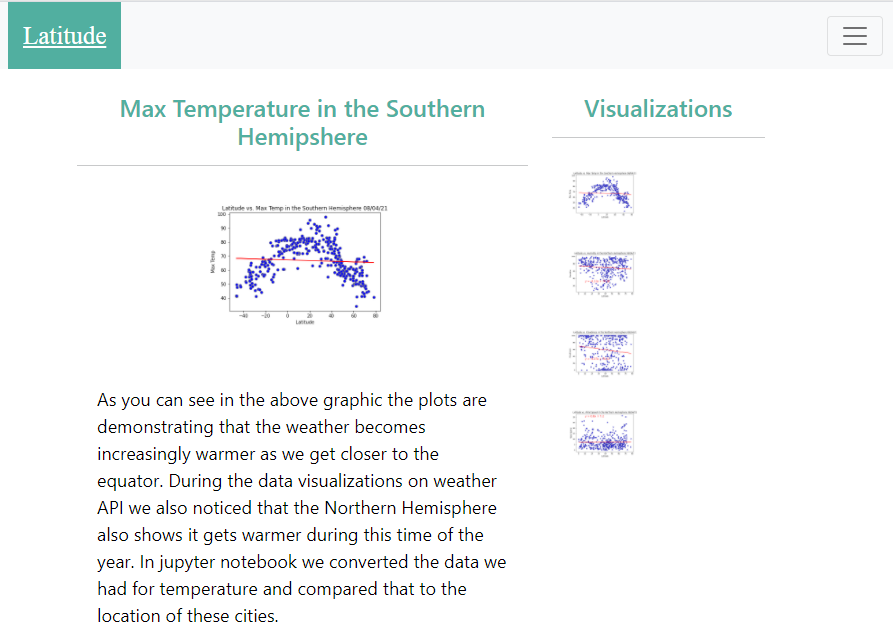 Latitude
Max Temperature in the Southern
Hemipshere
Visualizations
Latitude vs. Max Temp in the Southern Hemisphere 08/04/21
100
90
80
70
60
50
40
Max Temp
−40 −20 0 20 40 60 80
Latitude
As you can see in the above graphic the plots are
demonstrating that the weather becomes
increasingly warmer as we get closer to the
equator. During the data visualizations on weather
API we also noticed that the Northern Hemisphere
also shows it gets warmer during this time of the
year. In jupyter notebook we converted the data we
had for temperature and compared that to the
location of these cities.